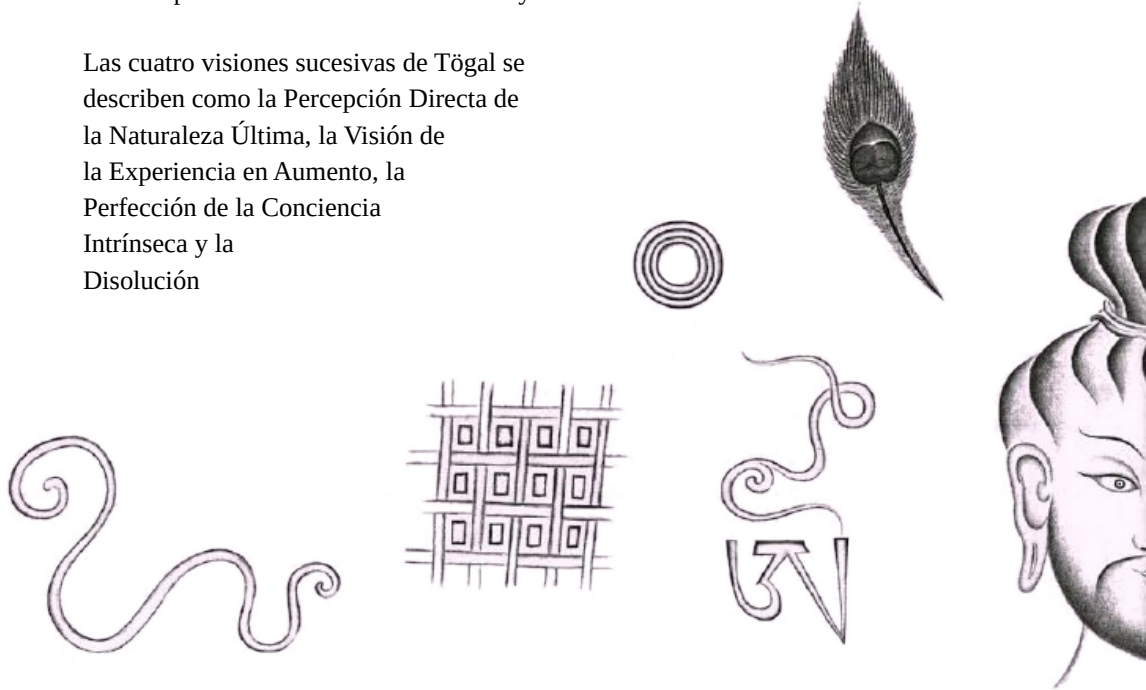 Las cuatro visiones sucesivas de Tögal se
describen como la Percepción Directa de
la Naturaleza Última, la Visión de
la Experiencia en Aumento, la
Perfección de la Conciencia
Intrínseca y la
Disolución
ཨ